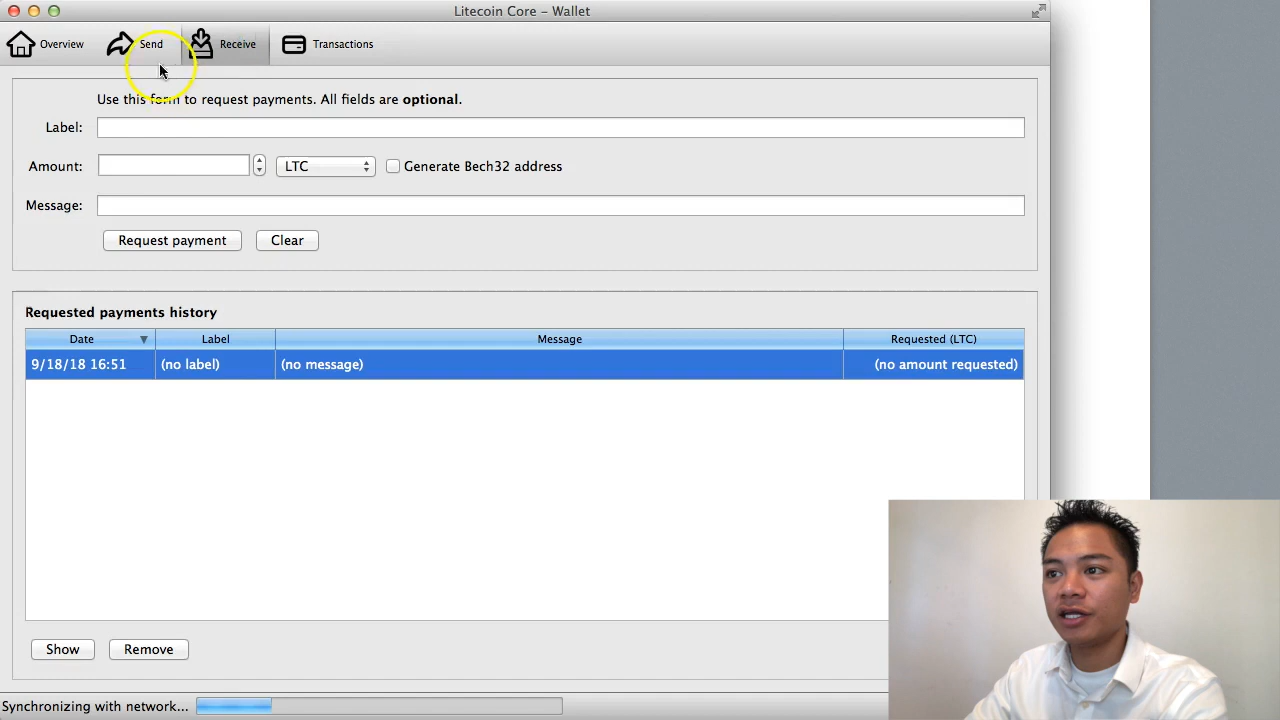 Litecoin Core – Wallet
Overview Send Receive Transactions
Use this form to request payments. All fields are optional.
Label:
Amount: LTC Generate Bech32 address
Message:
Request payment Clear
Requested payments history
Date Label Message Requested (LTC)
9/18/18 16:51 (no label) (no message) (no amount requested)
Show Remove
Synchronizing with network...